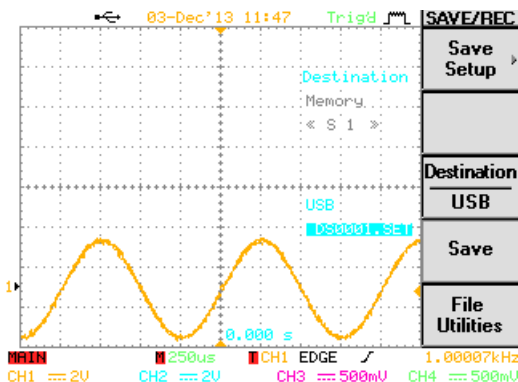 03-Dec'13 11:47 Trig'd SAVE/REC
Save
Setup
Destination
Memory
« S 1 »
Destination
USB
USB
DS0001.SET
Save
1
File
Utilities
0.000 s
MAIN M 250us T CH1 EDGE 1.00007kHz
CH1 2V CH2 2V CH3 500mV CH4 500mV